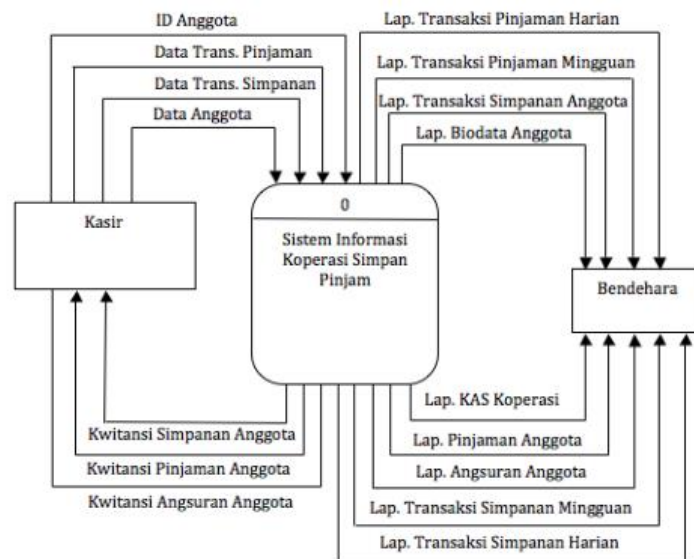 ID Anggota
Data Trans. Pinjaman
Data Trans. Simpanan
Data Anggota
Lap. Transaksi Pinjaman Harian
Lap. Transaksi Pinjaman Mingguan
Lap. Transaksi Simpanan Anggota
Lap. Biodata Anggota
Kasir
0
Sistem Informasi
Koperasi Simpan
Pinjam
Bendehara
Kwitansi Simpanan Anggota
Kwitansi Pinjaman Anggota
Kwitansi Angsuran Anggota
Lap. KAS Koperasi
Lap. Pinjaman Anggota
Lap. Angsuran Anggota
Lap. Transaksi Simpanan Mingguan
Lap. Transaksi Simpanan Harian